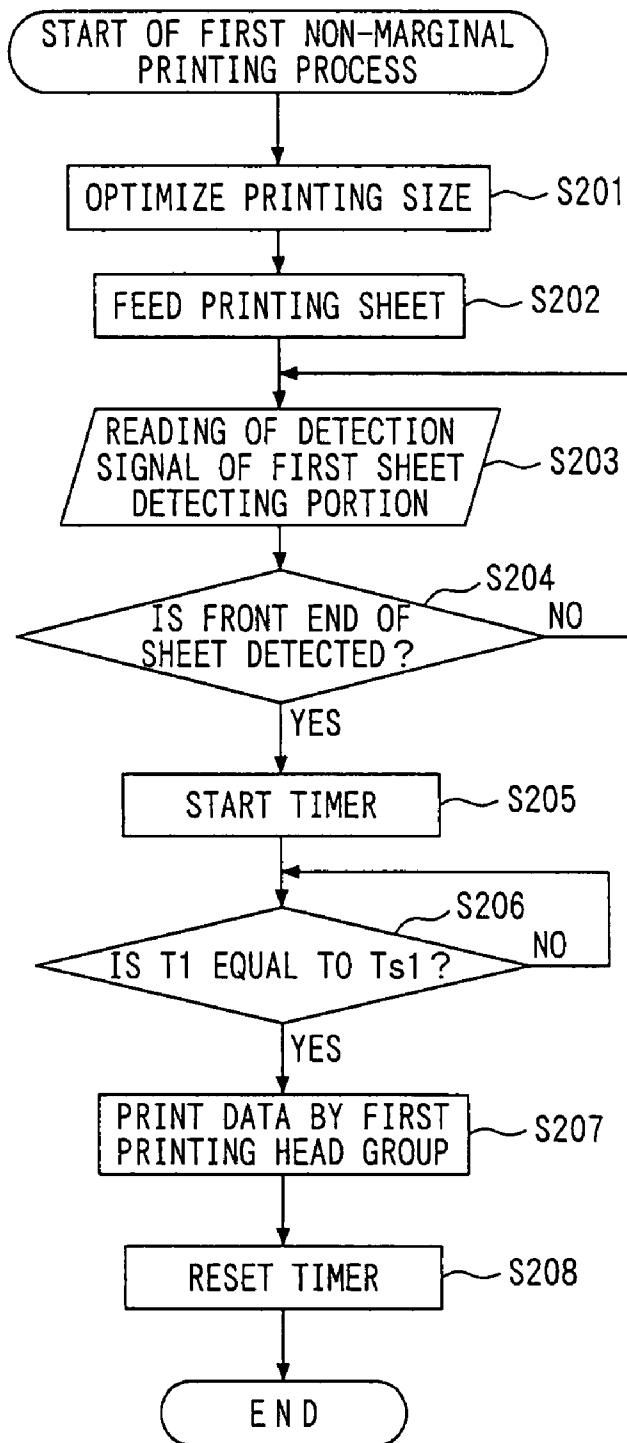 START OF FIRST NON-MARGINAL
PRINTING PROCESS
OPTIMIZE PRINTING SIZE
S201
FEED PRINTING SHEET
S202
READING OF DETECTION
SIGNAL OF FIRST SHEET
DETECTING PORTION
S203
S204
IS FRONT END OF
SHEET DETECTED?
NO
YES
START TIMER
S205
S206
IS T1 EQUAL TO Ts1?
NO
YES
PRINT DATA BY FIRST
PRINTING HEAD GROUP
S207
RESET TIMER
S208
END